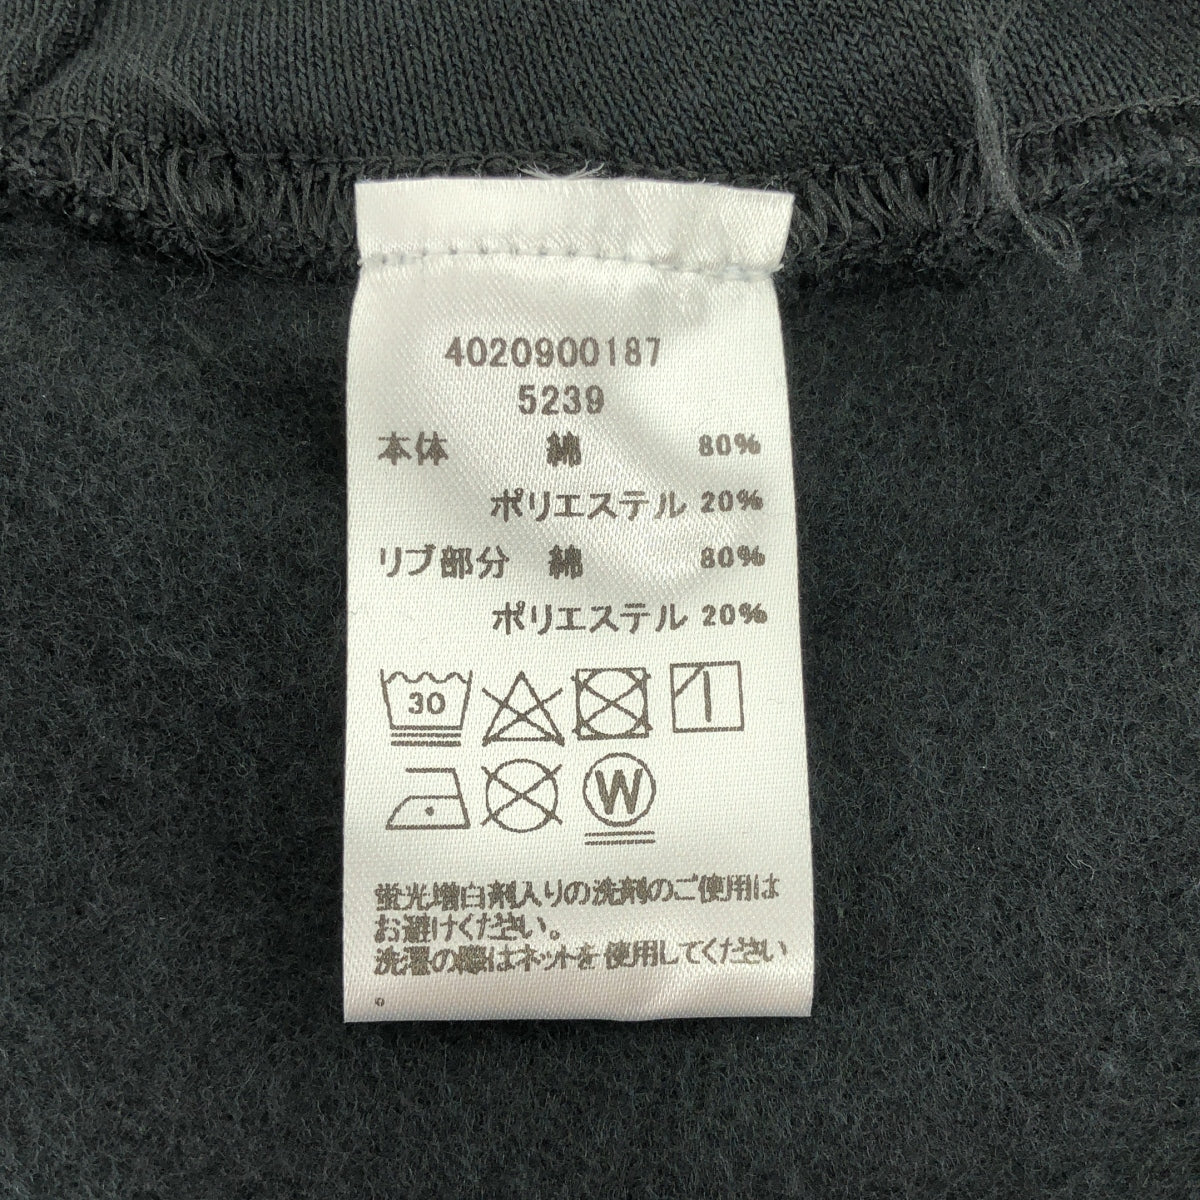 4020900187
5239
本体 綿 80%
ポリエステル 20%
リブ部分 綿 80%
ポリエステル 20%
30
W
蛍光増白剤入りの洗剤のご使用は
お避けください。
洗濯の際はネットを使用してください
。